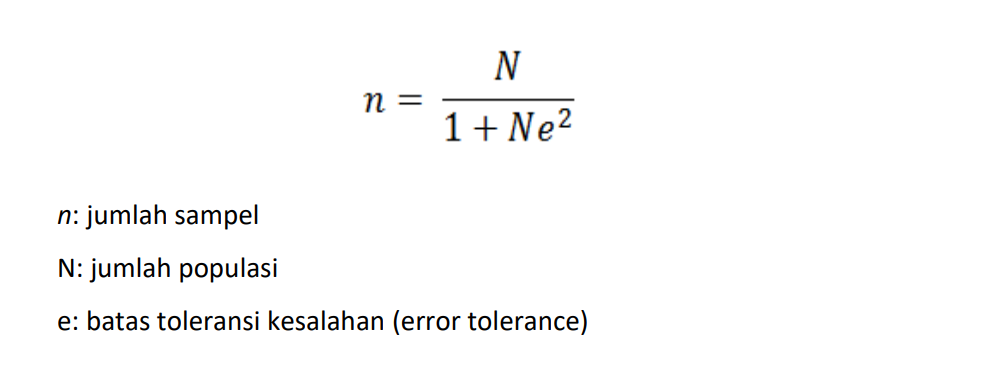 n = N / (1 + Ne²)
n: jumlah sampel
N: jumlah populasi
e: batas toleransi kesalahan (error tolerance)